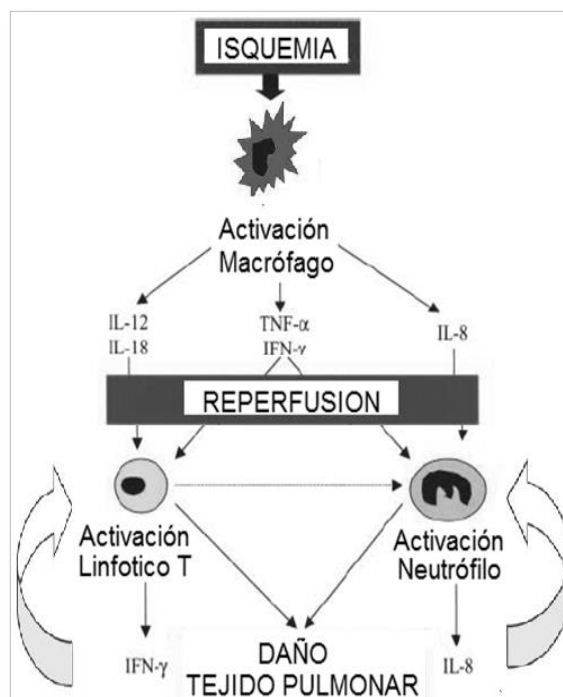 ISQUEMIA
Activación
Macrófago
IL-12
IL-18
TNF-α
IFN-γ
IL-8
REPERFUSION
Activación
Linfotico T
Activación
Neutrófilo
IFN-γ
DAÑO
TEJIDO PULMONAR
IL-8